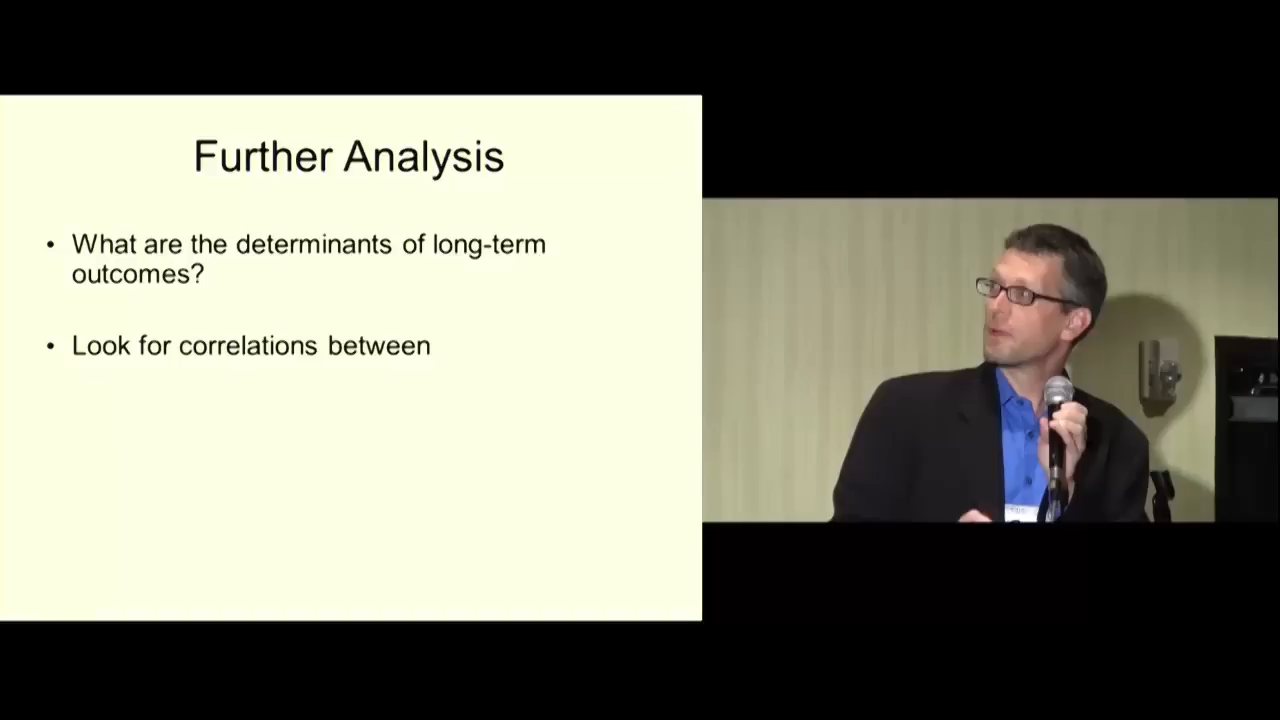 Further Analysis
• What are the determinants of long-term
outcomes?
• Look for correlations between